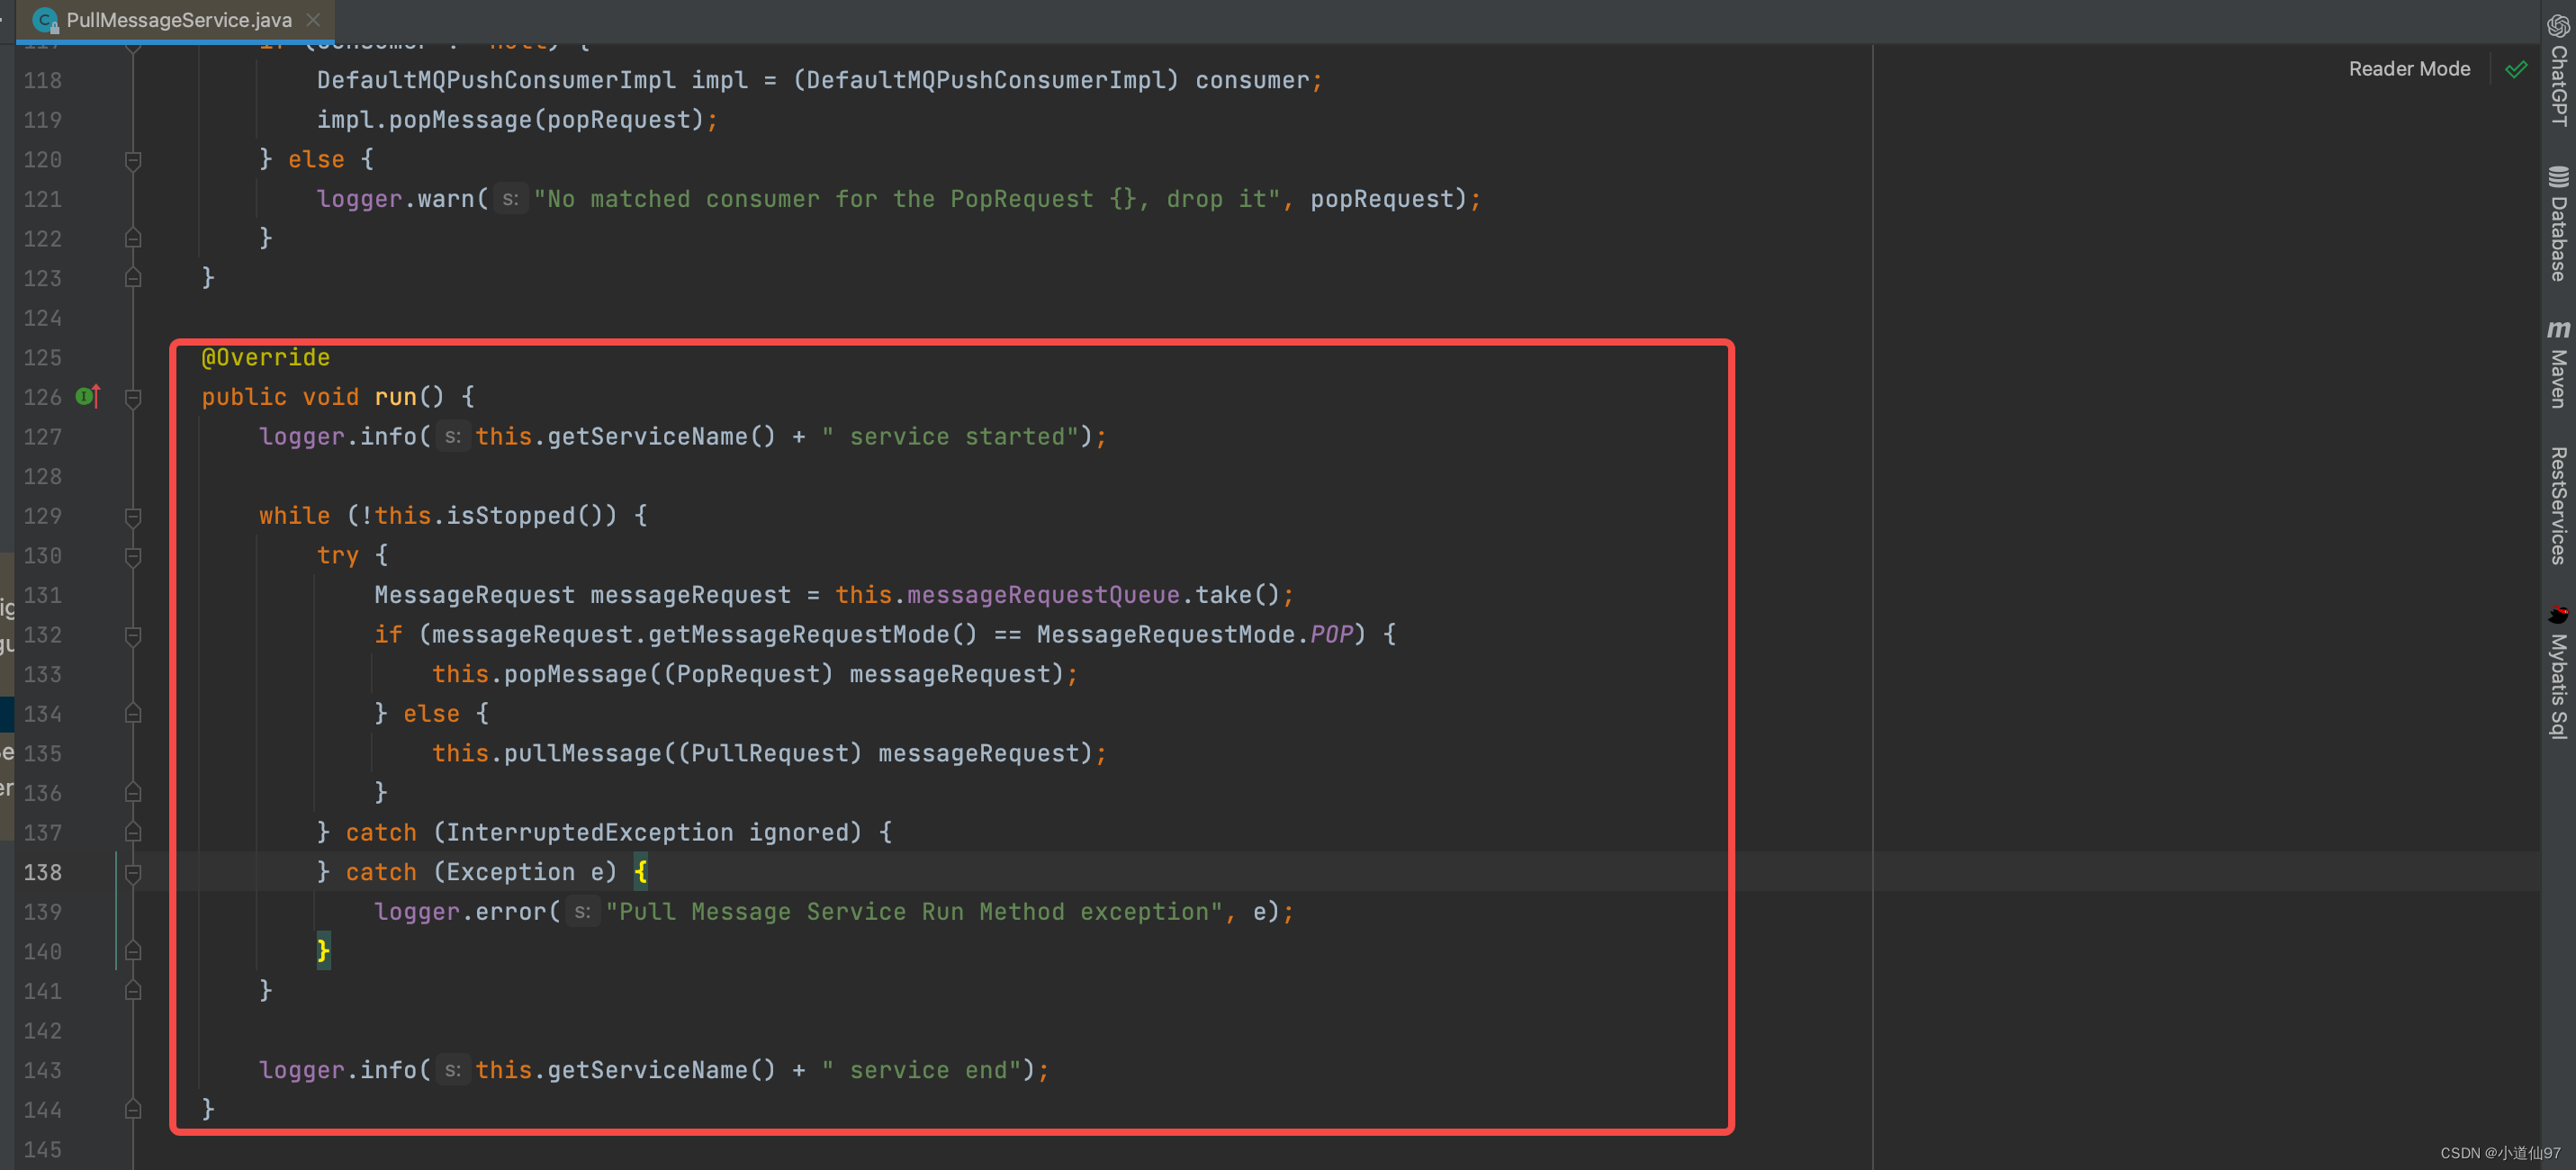 PullMessageService.java
118 DefaultMQPushConsumerImpl impl = (DefaultMQPushConsumerImpl) consumer;
Reader Mode
119 impl.popMessage(popRequest);
120 } else {
121 logger.warn( s: "No matched consumer for the PopRequest {}, drop it", popRequest);
122 }
123 }
124
125 @Override
126 public void run() {
127 logger.info( s: this.getServiceName() + " service started");
128
129 while (!this.isStopped()) {
130 try {
131 MessageRequest messageRequest = this.messageRequestQueue.take();
132 if (messageRequest.getMessageRequestMode() == MessageRequestMode.POP) {
133 this.popMessage((PopRequest) messageRequest);
134 } else {
135 this.pullMessage((PullRequest) messageRequest);
136 }
137 } catch (InterruptedException ignored) {
138 } catch (Exception e) {
139 logger.error( s: "Pull Message Service Run Method exception", e);
140 }
141 }
142
143 logger.info( s: this.getServiceName() + " service end");
144 }
145
ChatGPT
Database
Maven
RestServices
Mybatis Sql
CSDN @小道仙97